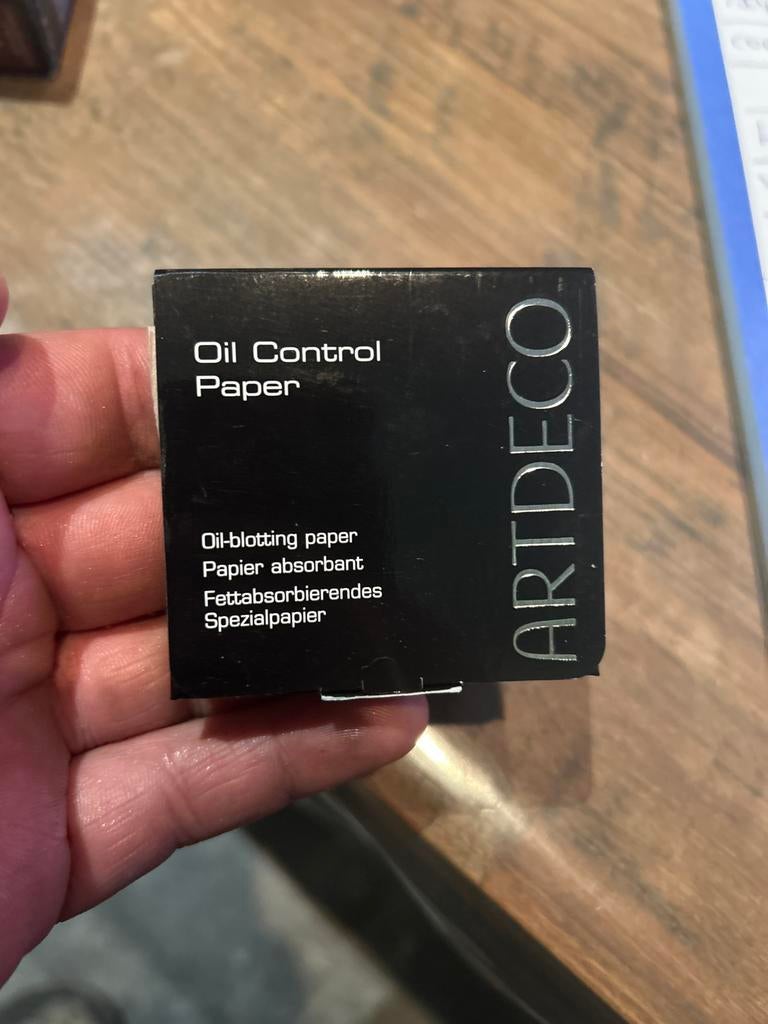 Oil Control
Paper
Oil-blotting paper
Papier absorbant
Fettabsorbierendes
Spezialpapier
ARTDECO